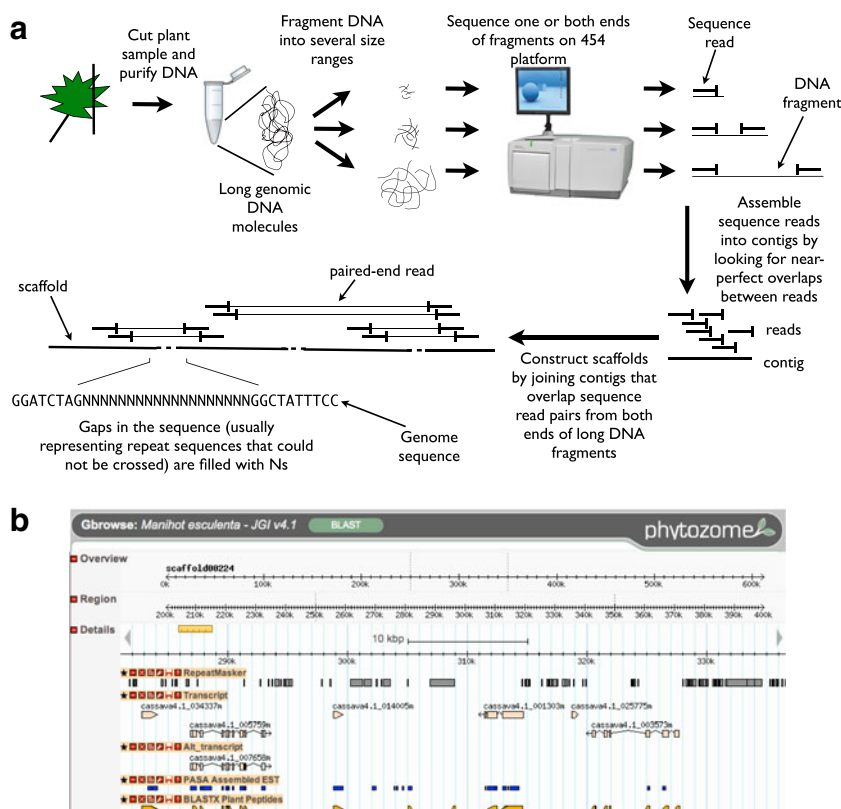 a
Cut plant
sample and
purify DNA
Fragment DNA
into several size
ranges
Sequence one or both ends
of fragments on 454
platform
Sequence
read
DNA
fragment
Long genomic
DNA
molecules
Assemble
sequence reads
into contigs by
looking for near-
perfect overlaps
between reads
reads
contig
scaffold
paired-end read
Construct scaffolds
by joining contigs that
overlap sequence
read pairs from both
ends of long DNA
fragments
GGATCTAGNNNNNNNNNNNNNNNNNNNNGGCTATTTCC
Genome
sequence
Gaps in the sequence (usually
representing repeat sequences that could
not be crossed) are filled with Ns
b
Gbrowse: Manihot esculenta - JGI v4.1 BLAST
phytozome
Overview
scaffold00224
0k 100k 200k 300k 400k 500k 600k
Region
200k 210k 220k 230k 240k 250k 260k 270k 280k 290k 300k 310k 320k 330k 340k 350k 360k 370k 380k 390k 400k
Details
10 kbp
290k 300k 310k 320k 330k
RepeatMasker
Transcript
cassava4.1_034337m cassava4.1_014005m cassava4.1_001303m cassava4.1_025775m
cassava4.1_005759m cassava4.1_003573m
Alt_transcript
cassava4.1_007658m
PASA Assembled EST
BLASTX Plant Peptides